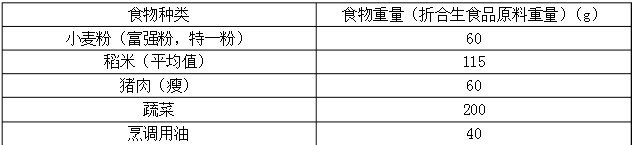 食物种类 食物重量（折合生食品原料重量）(g)
小麦粉（富强粉，特一粉） 60
稻米（平均值） 115
猪肉（瘦） 60
蔬菜 200
烹调用油 40